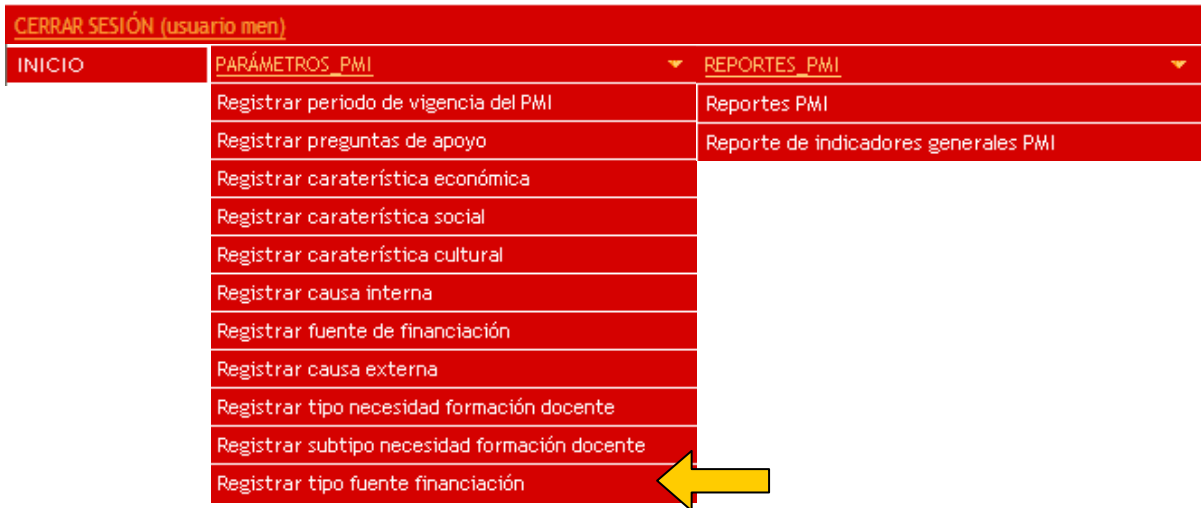 CERRAR SESIÓN (usuario men)
INICIO
PARÁMETROS_PMI
REPORTES_PMI
Registrar periodo de vigencia del PMI
Registrar preguntas de apoyo
Registrar caraterística económica
Registrar caraterística social
Registrar caraterística cultural
Registrar causa interna
Registrar fuente de financiación
Registrar causa externa
Registrar tipo necesidad formación docente
Registrar subtipo necesidad formación docente
Registrar tipo fuente financiación
Reportes PMI
Reporte de indicadores generales PMI